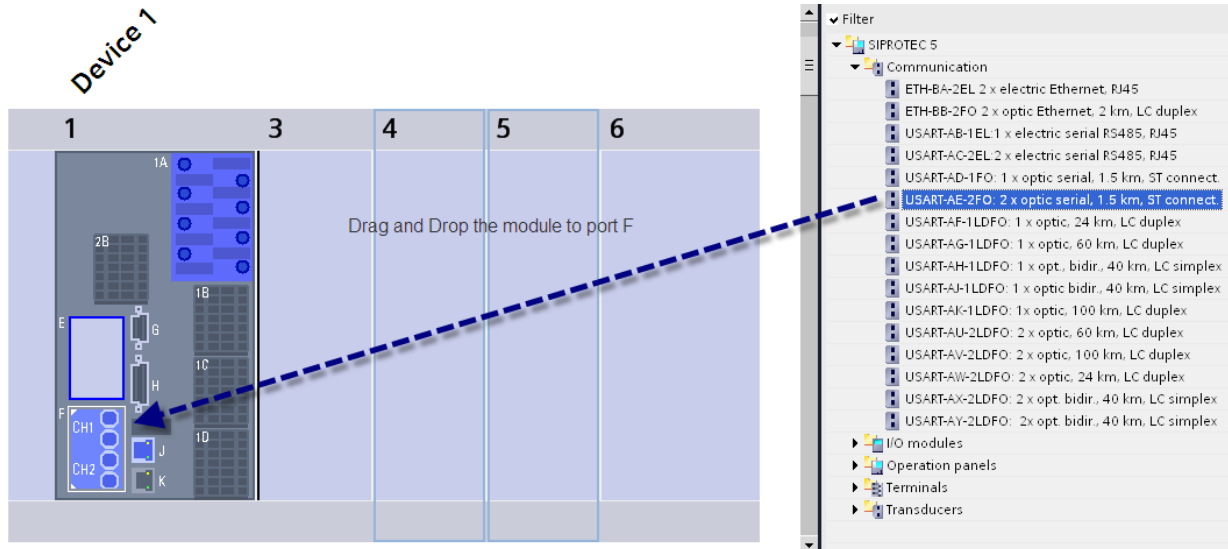 Device 1
1
3
4
5
6
1A
2B
1B
E
G
1C
H
F
CH1
1D
J
CH2
K
Drag and Drop the module to port F
Filter
SIPROTEC 5
Communication
ETH-BA-2EL 2 x electric Ethernet, RJ45
ETH-BB-2FO 2 x optic Ethernet, 2 km, LC duplex
USART-AB-1EL:1 x electric serial RS485, RJ45
USART-AC-2EL:2 x electric serial RS485, RJ45
USART-AD-1FO: 1 x optic serial, 1.5 km, ST connect.
USART-AE-2FO: 2 x optic serial, 1.5 km, ST connect.
USART-AF-1LDFO: 1 x optic, 24 km, LC duplex
USART-AG-1LDFO: 1 x optic, 60 km, LC duplex
USART-AH-1LDFO: 1 x opt., bidir., 40 km, LC simplex
USART-AJ-1LDFO: 1 x optic bidir., 40 km, LC simplex
USART-AK-1LDFO: 1x optic, 100 km, LC duplex
USART-AU-2LDFO: 2 x optic, 60 km, LC duplex
USART-AV-2LDFO: 2 x optic, 100 km, LC duplex
USART-AW-2LDFO: 2 x optic, 24 km, LC duplex
USART-AX-2LDFO: 2 x opt. bidir., 40 km, LC simplex
USART-AY-2LDFO: 2x opt. bidir., 40 km, LC simplex
I/O modules
Operation panels
Terminals
Transducers